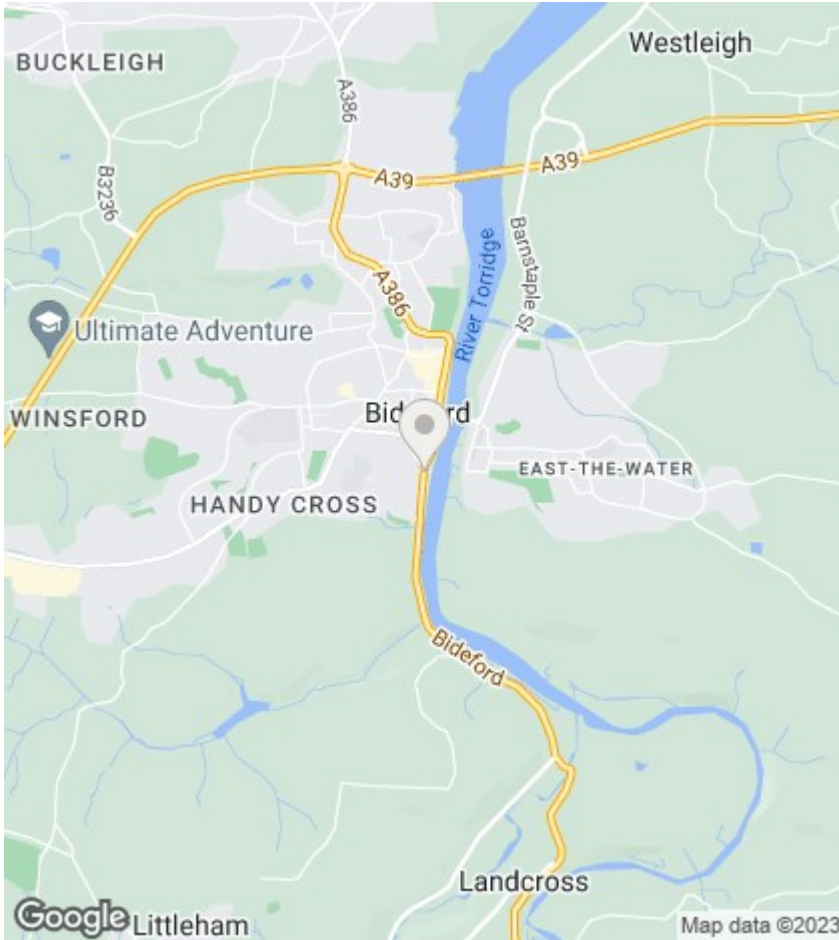 Westleigh
BUCKLEIGH
A386
A39
A39
B3236
Barnstaple St
River Torridge
A386
Ultimate Adventure
WINSFORD
Bideford
EAST-THE-WATER
HANDY CROSS
Bideford
Landcross
Google
Littleham
Map data ©2023